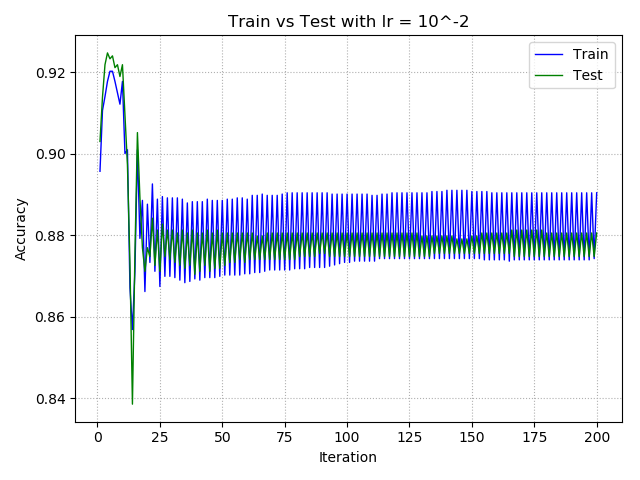 Train vs Test with lr = 10^-2
Train
Test
Accuracy
0.92
0.90
0.88
0.86
0.84
0 25 50 75 100 125 150 175 200
Iteration